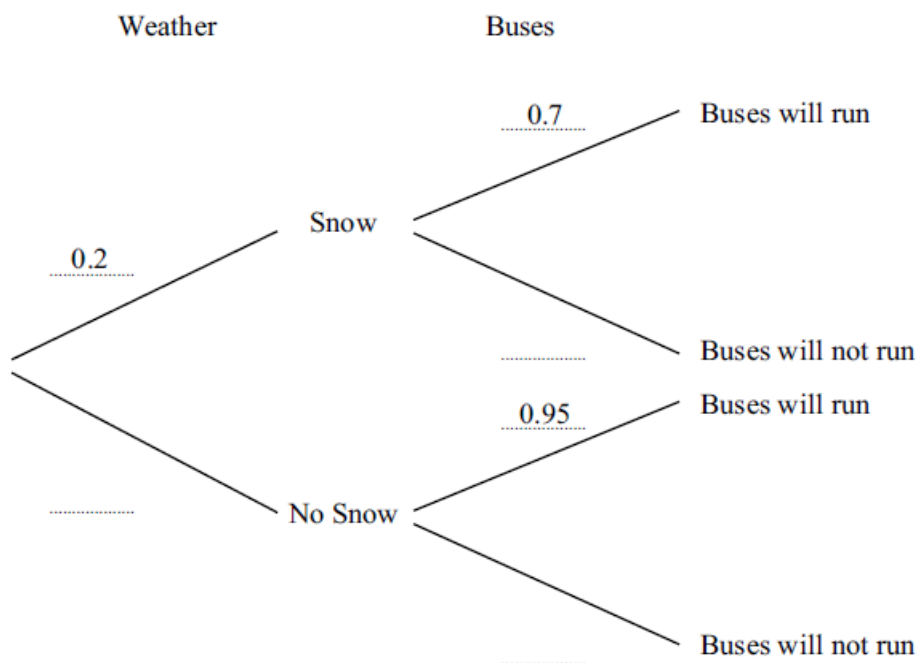 Weather Buses
0.7
Buses will run
Snow
0.2
Buses will not run
0.95
Buses will run
No Snow
Buses will not run